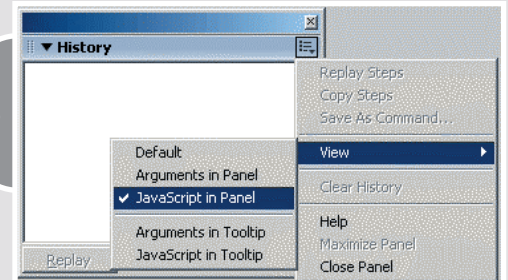 History
Replay Steps
Copy Steps
Save As Command...
View
Clear History
Help
Maximize Panel
Close Panel
Default
Arguments in Panel
JavaScript in Panel
Arguments in Tooltip
JavaScript in Tooltip
Replay